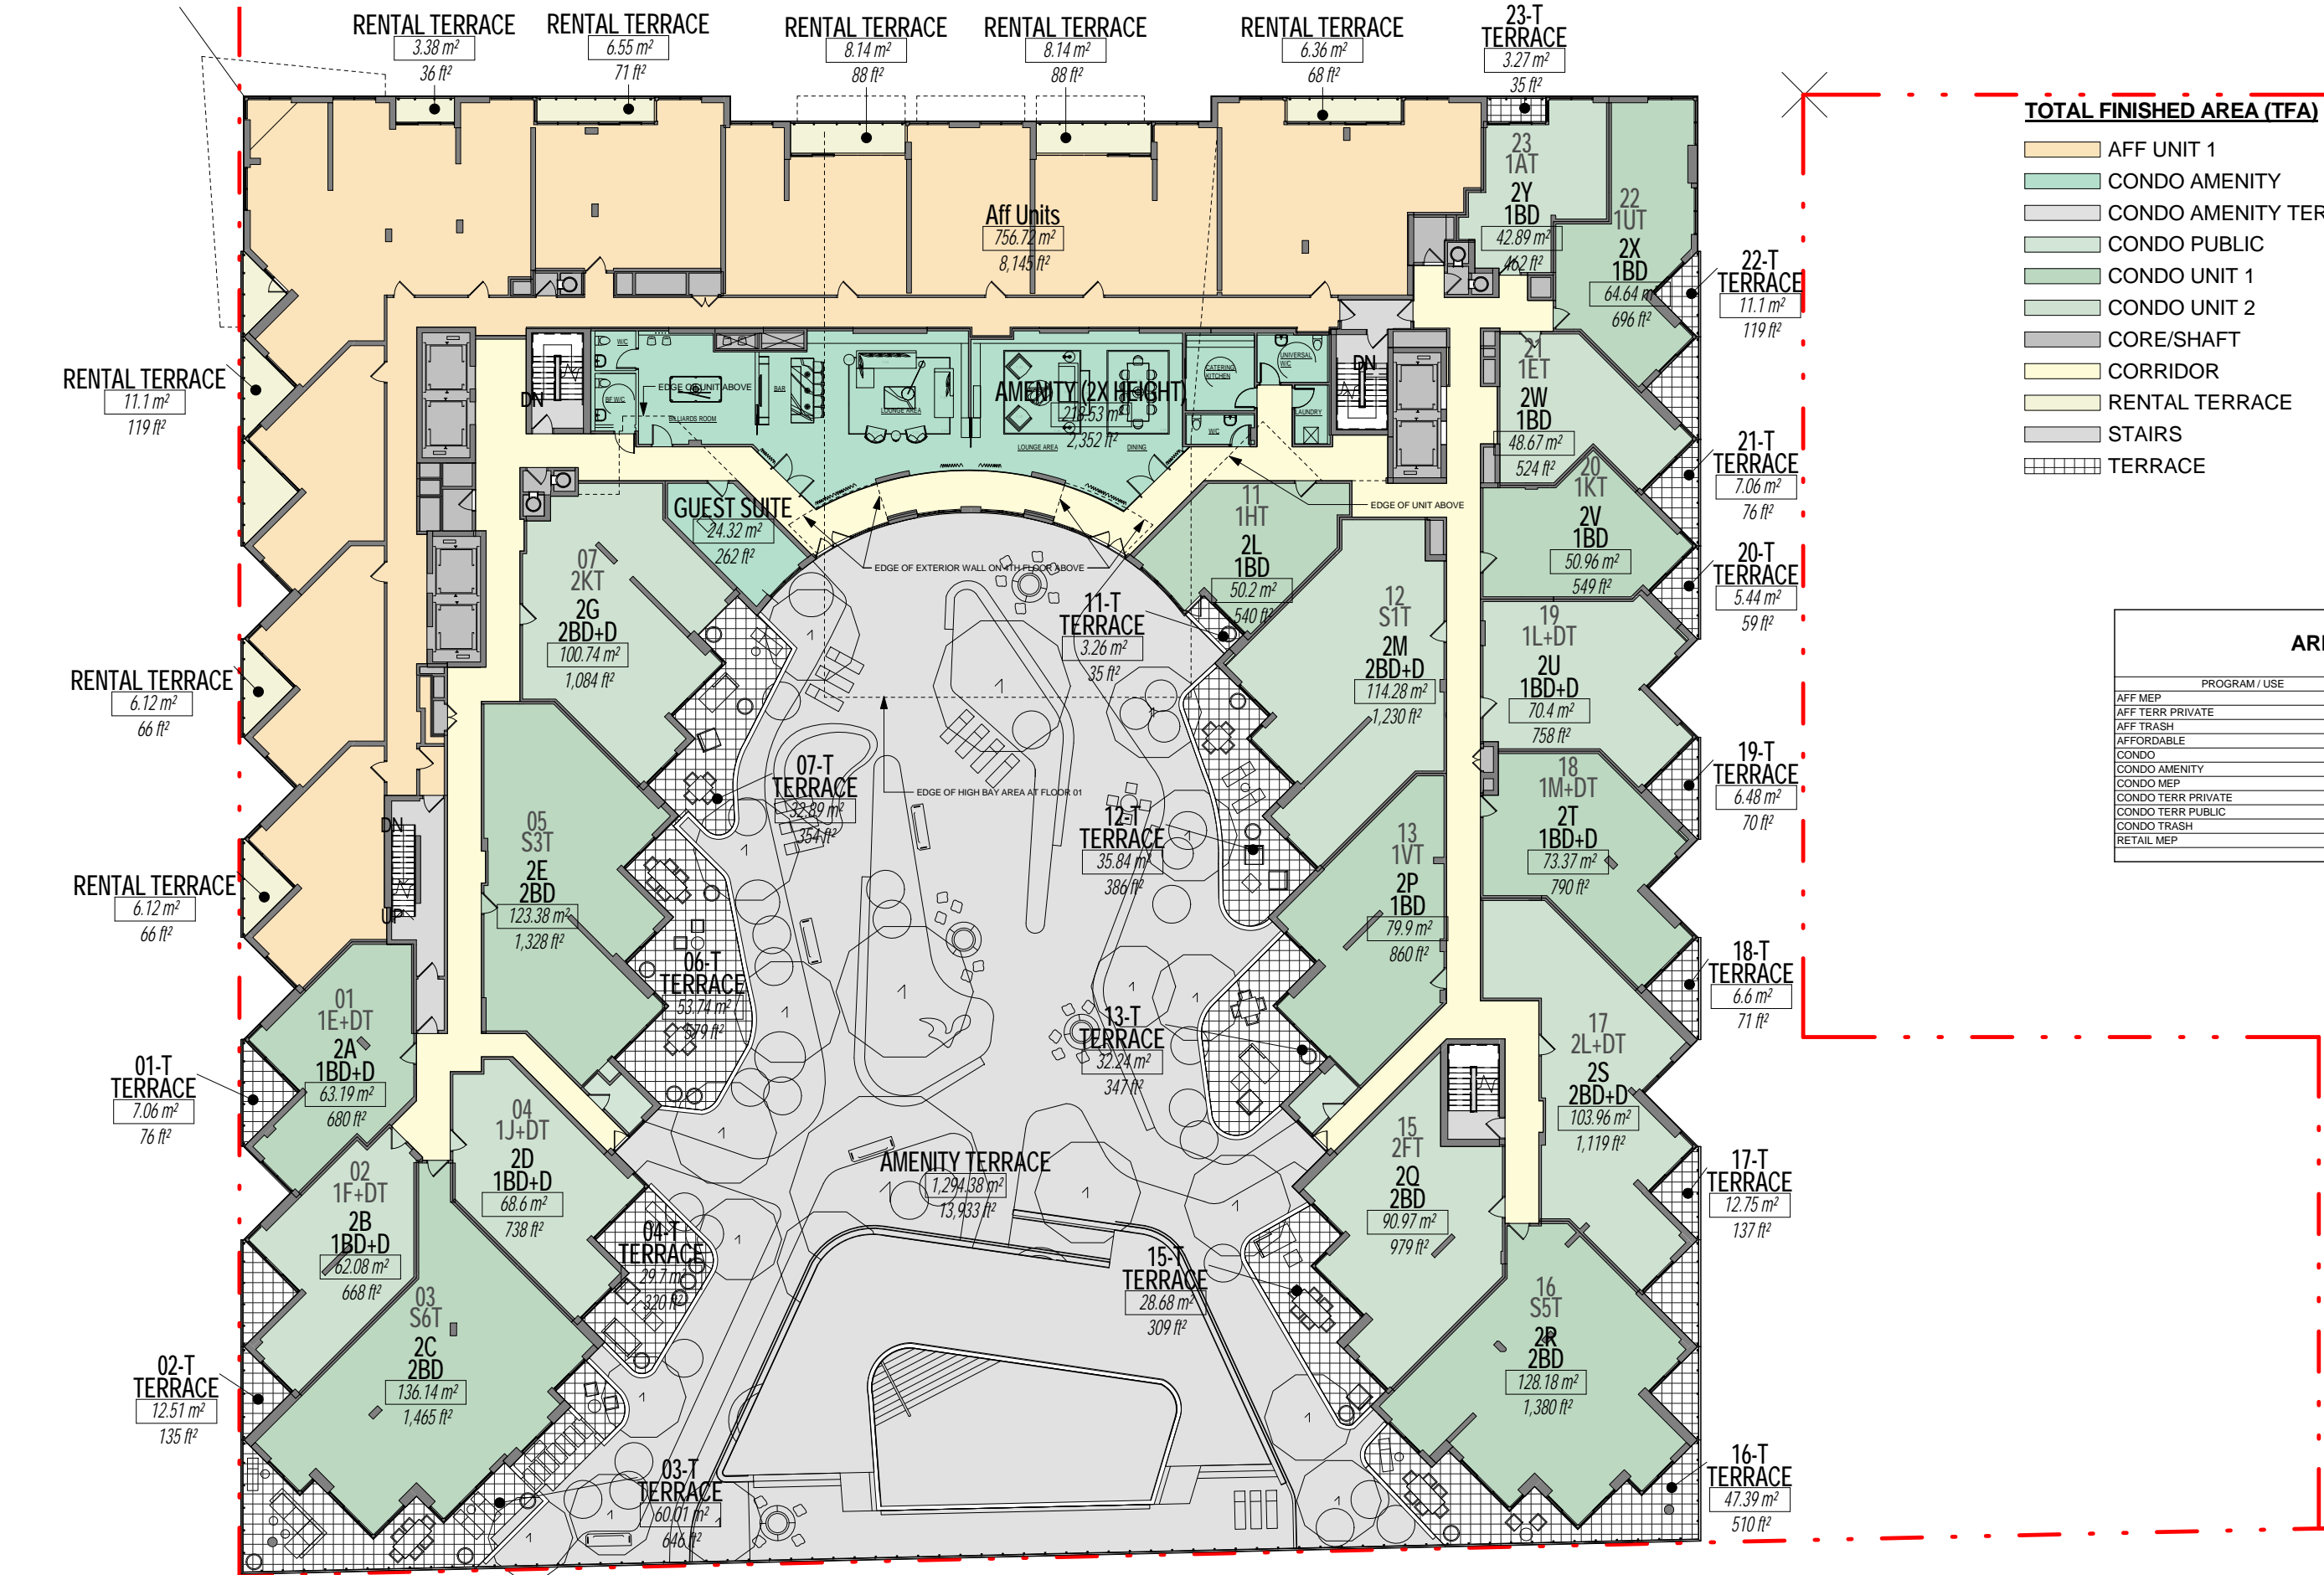 RENTAL TERRACE
3.38 m²
36 ft²
RENTAL TERRACE
6.55 m²
71 ft²
RENTAL TERRACE
8.14 m²
88 ft²
RENTAL TERRACE
8.14 m²
88 ft²
RENTAL TERRACE
6.36 m²
68 ft²
23-T
TERRACE
3.27 m²
35 ft²
TOTAL FINISHED AREA (TFA)
AFF UNIT 1
CONDO AMENITY
CONDO AMENITY TER
CONDO PUBLIC
CONDO UNIT 1
CONDO UNIT 2
CORE/SHAFT
CORRIDOR
RENTAL TERRACE
STAIRS
TERRACE
Aff Units
756.72 m²
8,145 ft²
23
1AT
2Y
1BD
42.89 m²
462 ft²
22
1UT
2X
1BD
64.64 m
696 ft²
22-T
TERRACE
11.1 m²
119 ft²
RENTAL TERRACE
11.1 m²
119 ft²
DN
W/C
BF W/C
EDGE OF UNIT ABOVE
BILLIARDS ROOM
BAR
LOUNGE AREA
AMENITY (2X HEIGHT)
218.53 m²
2,352 ft²
LOUNGE AREA
DINING
CATERING
KITCHEN
UNIVERSAL
W/C
LAUNDRY
W/C
DN
21
1ET
2W
1BD
48.67 m²
524 ft²
21-T
TERRACE
7.06 m²
76 ft²
GUEST SUITE
24.32 m²
262 ft²
11
1HT
2L
1BD
50.2 m²
540 ft²
EDGE OF UNIT ABOVE
20
1KT
2V
1BD
50.96 m²
549 ft²
20-T
TERRACE
5.44 m²
59 ft²
07
2KT
2G
2BD+D
100.74 m²
1,084 ft²
EDGE OF EXTERIOR WALL ON 4TH FLOOR ABOVE
11-T
TERRACE
3.26 m²
35 ft²
12
S1T
2M
2BD+D
114.28 m²
1,230 ft²
19
1L+DT
2U
1BD+D
70.4 m²
758 ft²
19-T
TERRACE
6.48 m²
70 ft²
ARE
PROGRAM / USE
AFF MEP
AFF TERR PRIVATE
AFF TRASH
AFFORDABLE
CONDO
CONDO AMENITY
CONDO MEP
CONDO TERR PRIVATE
CONDO TERR PUBLIC
CONDO TRASH
RETAIL MEP
RENTAL TERRACE
6.12 m²
66 ft²
07-T
TERRACE
32.89 m²
354 ft²
EDGE OF HIGH BAY AREA AT FLOOR 01
12-T
TERRACE
35.84 m²
386 ft²
18
1M+DT
2T
1BD+D
73.37 m²
790 ft²
18-T
TERRACE
6.6 m²
71 ft²
RENTAL TERRACE
6.12 m²
66 ft²
DN
UP
05
S3T
2E
2BD
123.38 m²
1,328 ft²
13
1VT
2P
1BD
79.9 m²
860 ft²
06-T
TERRACE
53.74 m²
579 ft²
13-T
TERRACE
32.24 m²
347 ft²
01
1E+DT
2A
1BD+D
63.19 m²
680 ft²
01-T
TERRACE
7.06 m²
76 ft²
17
2L+DT
2S
2BD+D
103.96 m²
1,119 ft²
17-T
TERRACE
12.75 m²
137 ft²
02
1F+DT
2B
1BD+D
62.08 m²
668 ft²
04
1J+DT
2D
1BD+D
68.6 m²
738 ft²
AMENITY TERRACE
1,294.38 m²
13,933 ft²
15
2FT
2Q
2BD
90.97 m²
979 ft²
04-T
TERRACE
29.7 m²
320 ft²
15-T
TERRACE
28.68 m²
309 ft²
03
S6T
2C
2BD
136.14 m²
1,465 ft²
16
S5T
2R
2BD
128.18 m²
1,380 ft²
02-T
TERRACE
12.51 m²
135 ft²
03-T
TERRACE
60.01 m²
646 ft²
16-T
TERRACE
47.39 m²
510 ft²